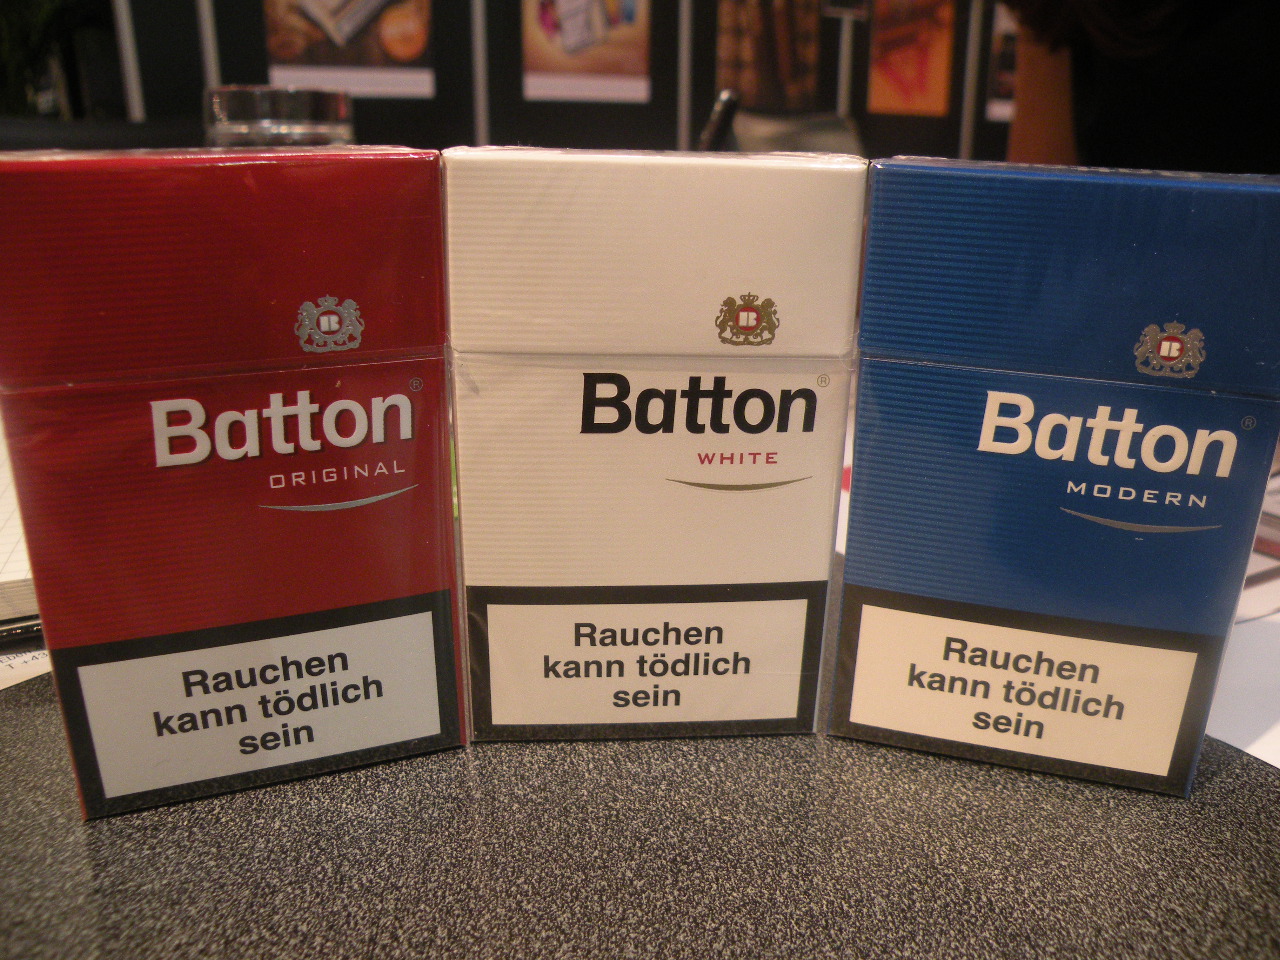 B
Batton®
ORIGINAL
Rauchen
kann tödlich
sein
B
Batton®
WHITE
Rauchen
kann tödlich
sein
B
Batton®
MODERN
Rauchen
kann tödlich
sein